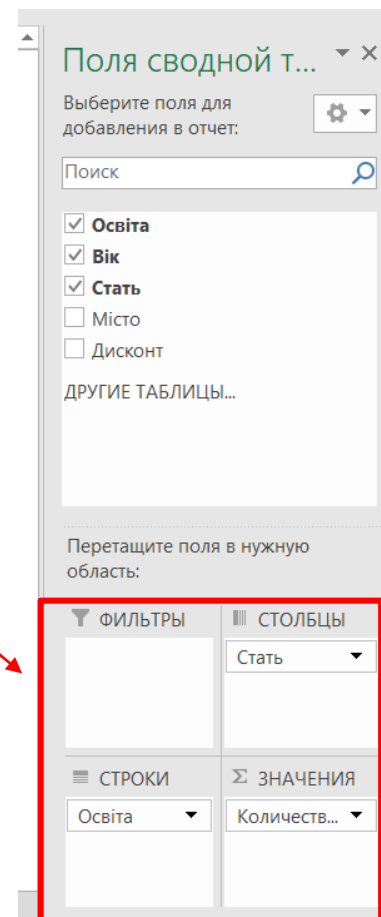 Поля сводной т...
Выберите поля для
добавления в отчет:
Поиск
Освіта
Вік
Стать
Місто
Дисконт
ДРУГИЕ ТАБЛИЦЫ...
Перетащите поля в нужную
область:
ФИЛЬТРЫ
СТОЛБЦЫ
Стать
СТРОКИ
Σ ЗНАЧЕНИЯ
Освіта
Количеств...